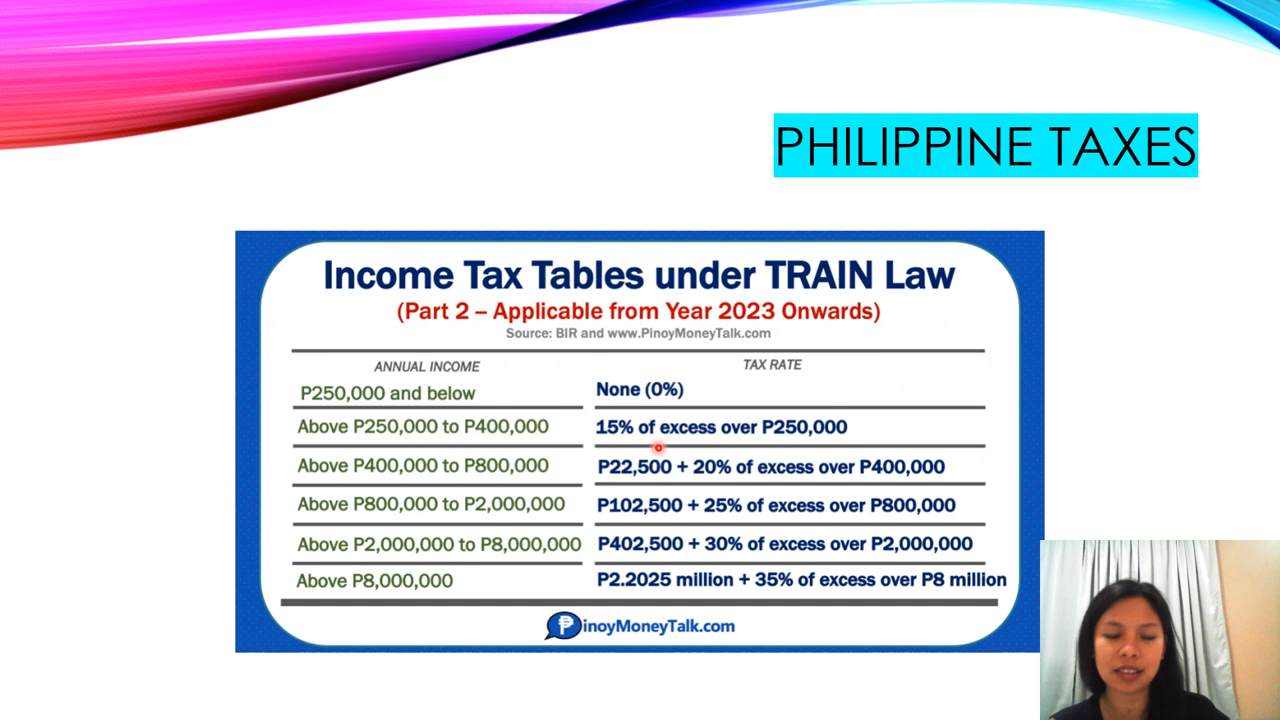 PHILIPPINE TAXES
Income Tax Tables under TRAIN Law
(Part 2 – Applicable from Year 2023 Onwards)
Source: BIR and www.PinoyMoneyTalk.com
ANNUAL INCOME TAX RATE
P250,000 and below None (0%)
Above P250,000 to P400,000 15% of excess over P250,000
Above P400,000 to P800,000 P22,500 + 20% of excess over P400,000
Above P800,000 to P2,000,000 P102,500 + 25% of excess over P800,000
Above P2,000,000 to P8,000,000 P402,500 + 30% of excess over P2,000,000
Above P8,000,000 P2.2025 million + 35% of excess over P8 million
₱inoyMoneyTalk.com